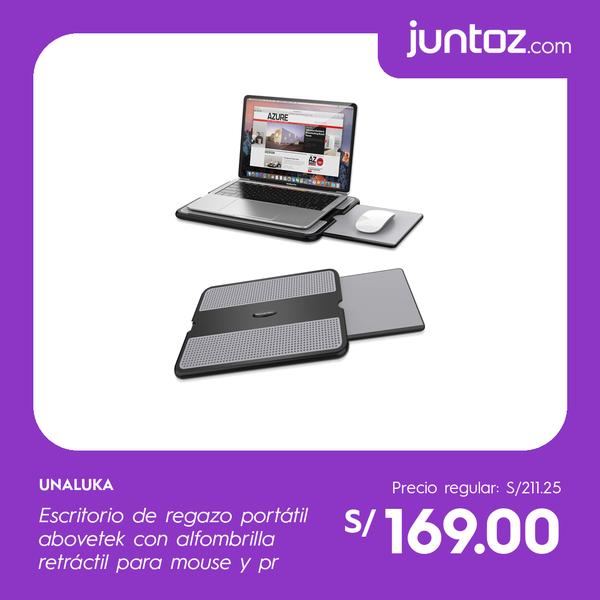 juntoz.com
AZURE
UNALUKA
Escritorio de regazo portátil
abovetek con alfombrilla
retráctil para mouse y pr
Precio regular: S/211.25
S/169.00